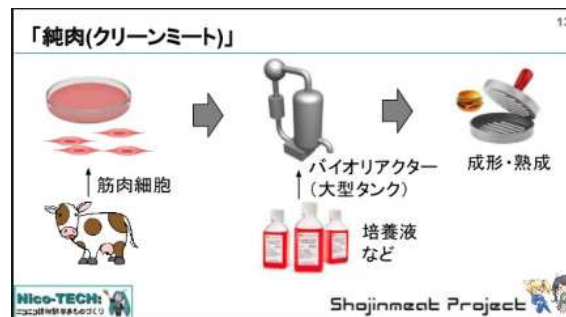 「純肉(クリーンミート)」
筋肉細胞
バイオリアクター
(大型タンク)
培養液
など
成形・熟成
Nico-TECH:
Shojinmeat Project